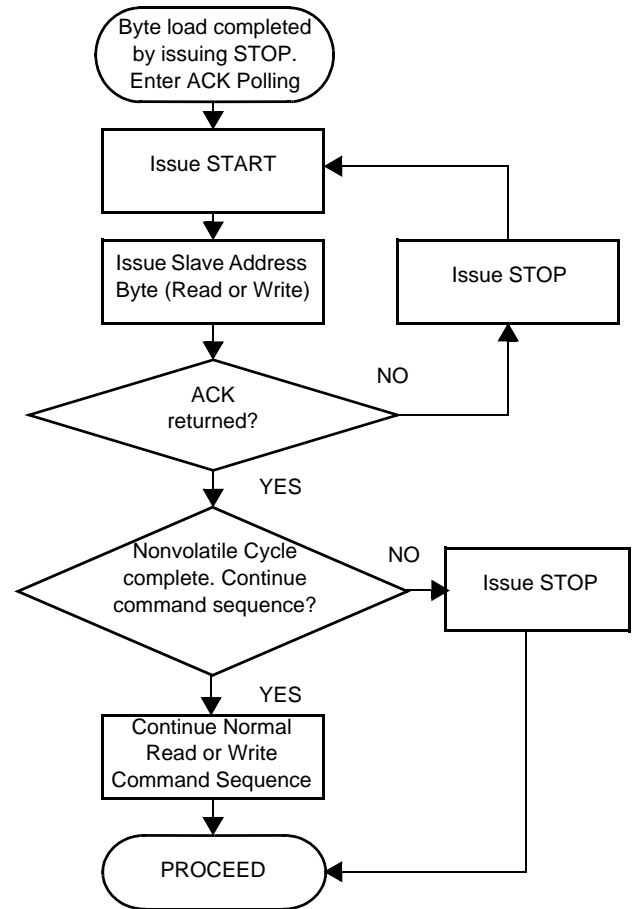 Byte load completed
by issuing STOP.
Enter ACK Polling
Issue START
Issue Slave Address
Byte (Read or Write)
Issue STOP
ACK
returned?
NO
YES
Nonvolatile Cycle
complete. Continue
command sequence?
NO
Issue STOP
YES
Continue Normal
Read or Write
Command Sequence
PROCEED